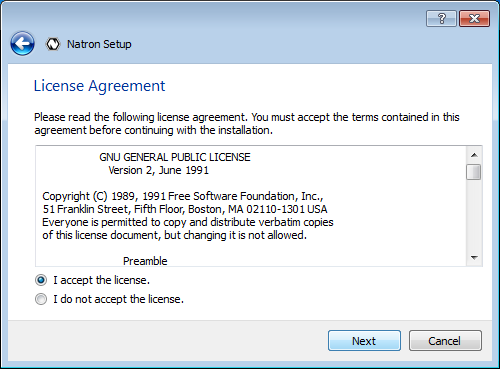 Natron Setup
License Agreement
Please read the following license agreement. You must accept the terms contained in this
agreement before continuing with the installation.
GNU GENERAL PUBLIC LICENSE
Version 2, June 1991
Copyright (C) 1989, 1991 Free Software Foundation, Inc.,
51 Franklin Street, Fifth Floor, Boston, MA 02110-1301 USA
Everyone is permitted to copy and distribute verbatim copies
of this license document, but changing it is not allowed.
Preamble
I accept the license.
I do not accept the license.
Next
Cancel